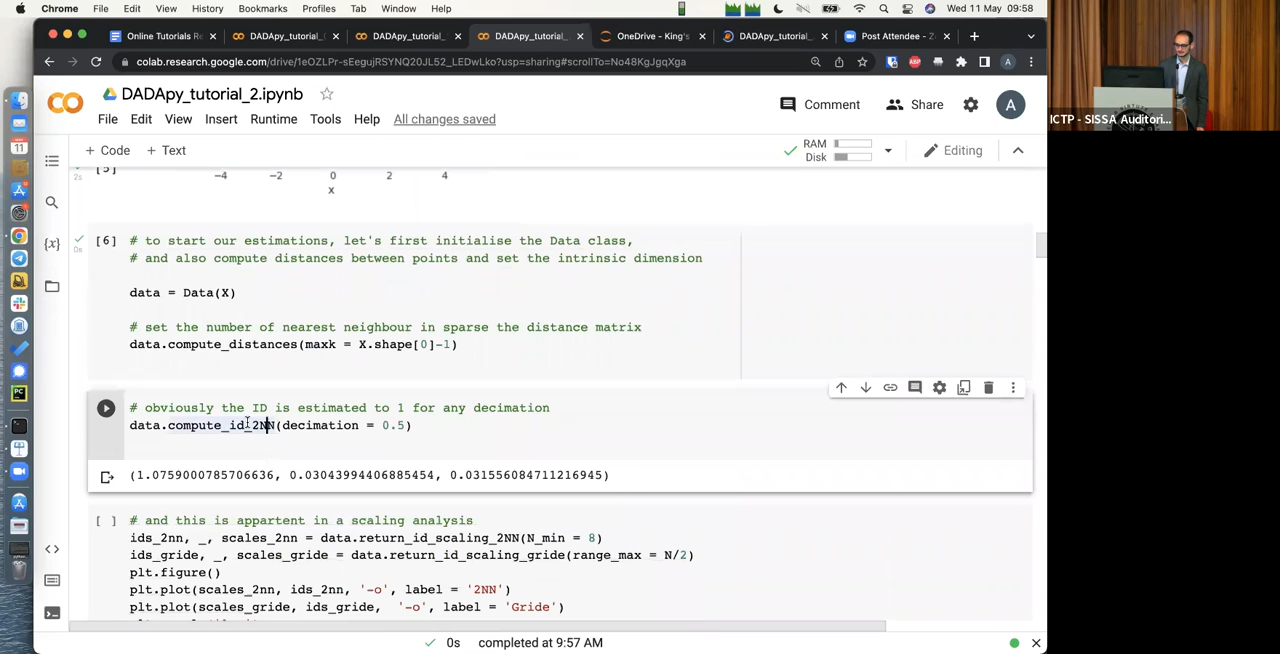 Chrome File Edit View History Bookmarks Profiles Tab Window Help Wed 11 May 09:58
Online Tutorials Re DADApy_tutorial_( DADApy_tutorial_ DADApy_tutorial_ OneDrive - King's DADApy_tutorial_ Post Attendee - Z
colab.research.google.com/drive/1eOZLPr-sEegujRSYNQ20JL52_LEDwLko?usp=sharing#scrollTo=No48KgJgqXga
DADApy_tutorial_2.ipynb
Comment Share A
File Edit View Insert Runtime Tools Help All changes saved
+ Code + Text
RAM
Disk
Editing
[5]
2s
-4 -2 0 2 4
x
[6] # to start our estimations, let's first initialise the Data class,
0s
# and also compute distances between points and set the intrinsic dimension
data = Data(X)
# set the number of nearest neighbour in sparse the distance matrix
data.compute_distances(maxk = X.shape[0]-1)
# obviously the ID is estimated to 1 for any decimation
data.compute_id_2NN(decimation = 0.5)
(1.0759000785706636, 0.03043994406885454, 0.031556084711216945)
[ ] # and this is appartent in a scaling analysis
ids_2nn, _, scales_2nn = data.return_id_scaling_2NN(N_min = 8)
ids_gride, _, scales_gride = data.return_id_scaling_gride(range_max = N/2)
plt.figure()
plt.plot(scales_2nn, ids_2nn, '-o', label = '2NN')
plt.plot(scales_gride, ids_gride, '-o', label = 'Gride')
0s completed at 9:57 AM
ICTP - SISSA Auditori...